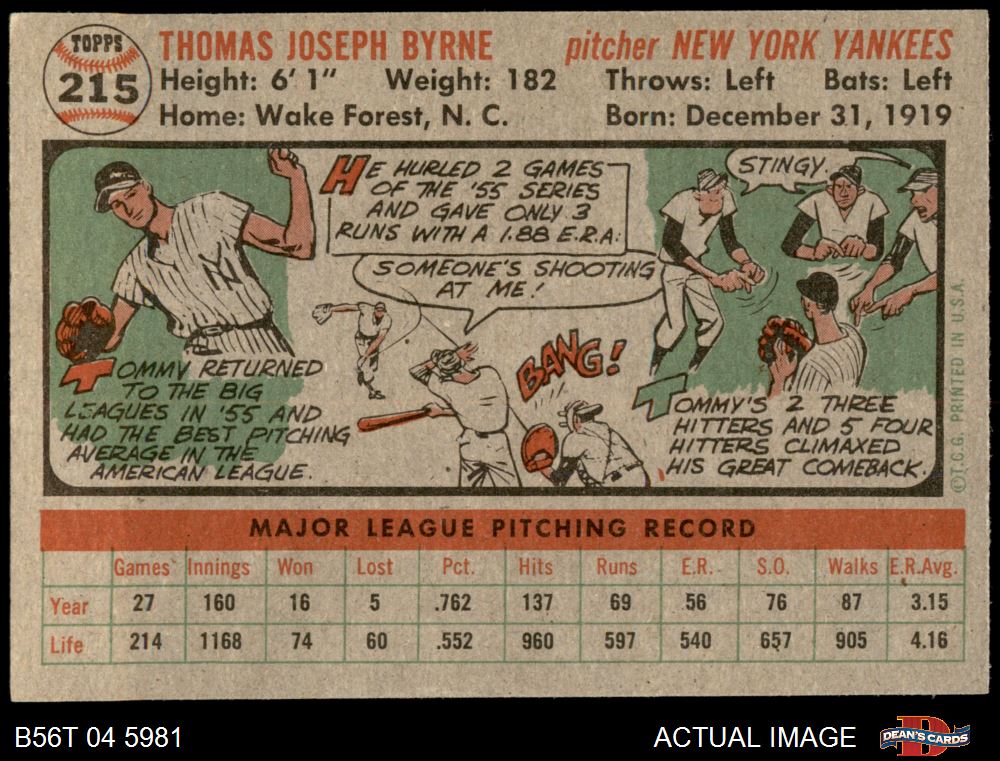 TOPPS
215
THOMAS JOSEPH BYRNE pitcher NEW YORK YANKEES
Height: 6' 1" Weight: 182 Throws: Left Bats: Left
Home: Wake Forest, N. C. Born: December 31, 1919
HE HURLED 2 GAMES
OF THE '55 SERIES
AND GAVE ONLY 3
RUNS WITH A 1.88 E.R.A.
STINGY.
SOMEONE'S SHOOTING
AT ME!
BANG!
TOMMY RETURNED
TO THE BIG
LEAGUES IN '55 AND
HAD THE BEST PITCHING
AVERAGE IN THE
AMERICAN LEAGUE.
TOMMY'S 2 THREE
HITTERS AND 5 FOUR
HITTERS CLIMAXED
HIS GREAT COMEBACK.
©T.C.G. PRINTED IN U.S.A.
MAJOR LEAGUE PITCHING RECORD
Games Innings Won Lost Pct. Hits Runs E.R. S.O. Walks E.R.Avg.
Year 27 160 16 5 .762 137 69 56 76 87 3.15
Life 214 1168 74 60 .552 960 597 540 657 905 4.16
B56T 04 5981 ACTUAL IMAGE DEAN'S CARDS